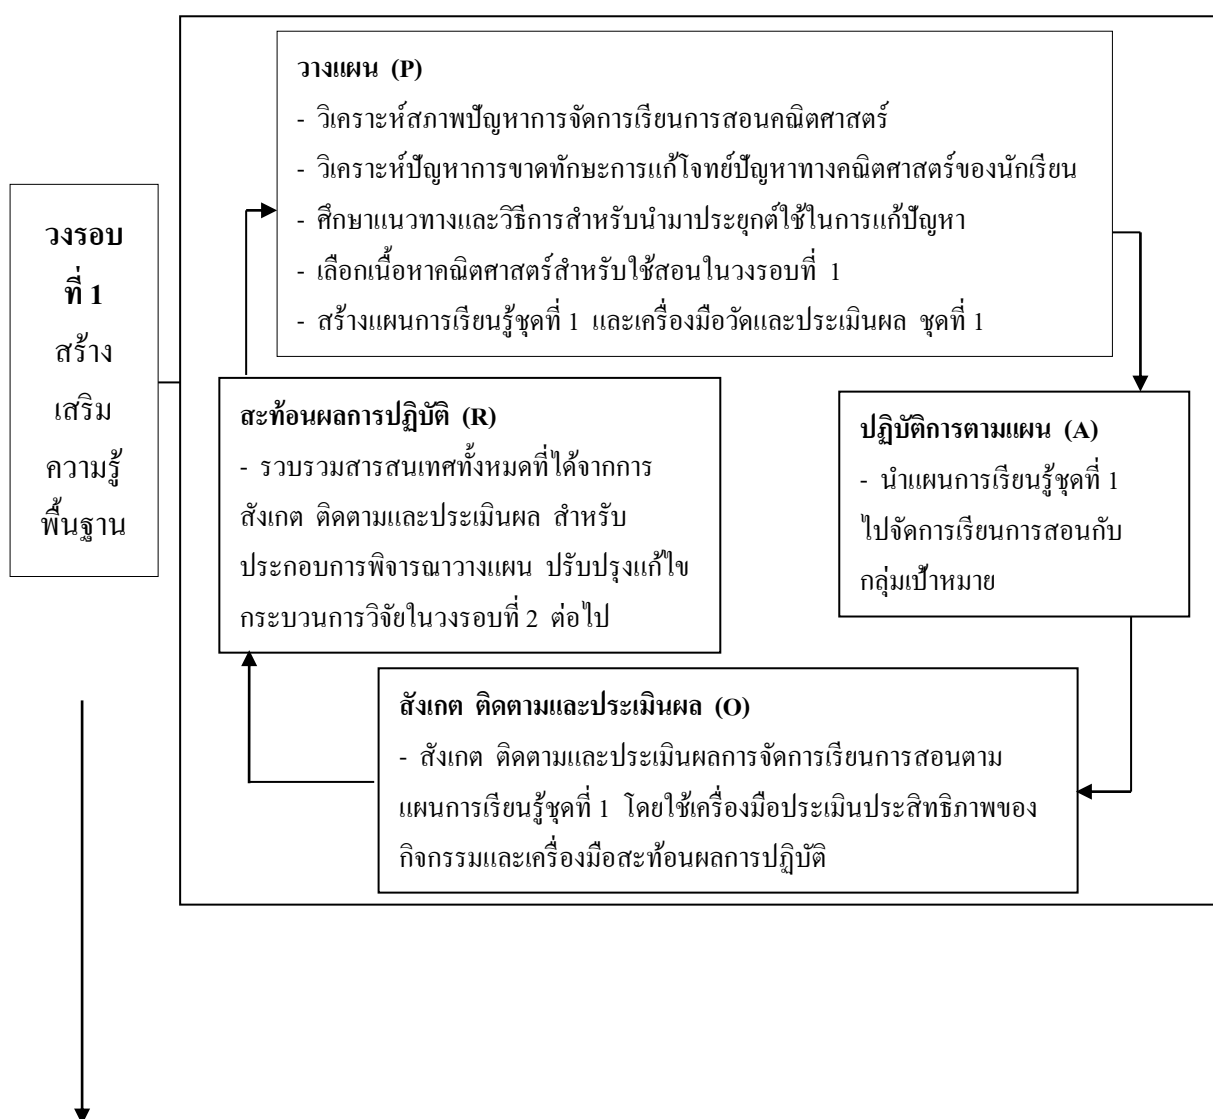 วางแผน (P)
- วิเคราะห์สภาพปัญหาการจัดการเรียนการสอนคณิตศาสตร์
- วิเคราะห์ปัญหาการขาดทักษะการแก้โจทย์ปัญหาทางคณิตศาสตร์ของนักเรียน
- ศึกษาแนวทางและวิธีการสำหรับนำมาประยุกต์ใช้ในการแก้ปัญหา
- เลือกเนื้อหาคณิตศาสตร์สำหรับใช้สอนในวงรอบที่ 1
- สร้างแผนการเรียนรู้ชุดที่ 1 และเครื่องมือวัดและประเมินผล ชุดที่ 1
วงรอบ
ที่ 1
สร้าง
เสริม
ความรู้
พื้นฐาน
สะท้อนผลการปฏิบัติ (R)
- รวบรวมสารสนเทศทั้งหมดที่ได้จากการ
สังเกต ติดตามและประเมินผล สำหรับ
ประกอบการพิจารณาวางแผน ปรับปรุงแก้ไข
กระบวนการวิจัยในวงรอบที่ 2 ต่อไป
ปฏิบัติการตามแผน (A)
- นำแผนการเรียนรู้ชุดที่ 1
ไปจัดการเรียนการสอนกับ
กลุ่มเป้าหมาย
สังเกต ติดตามและประเมินผล (O)
- สังเกต ติดตามและประเมินผลการจัดการเรียนการสอนตาม
แผนการเรียนรู้ชุดที่ 1 โดยใช้เครื่องมือประเมินประสิทธิภาพของ
กิจกรรมและเครื่องมือสะท้อนผลการปฏิบัติ